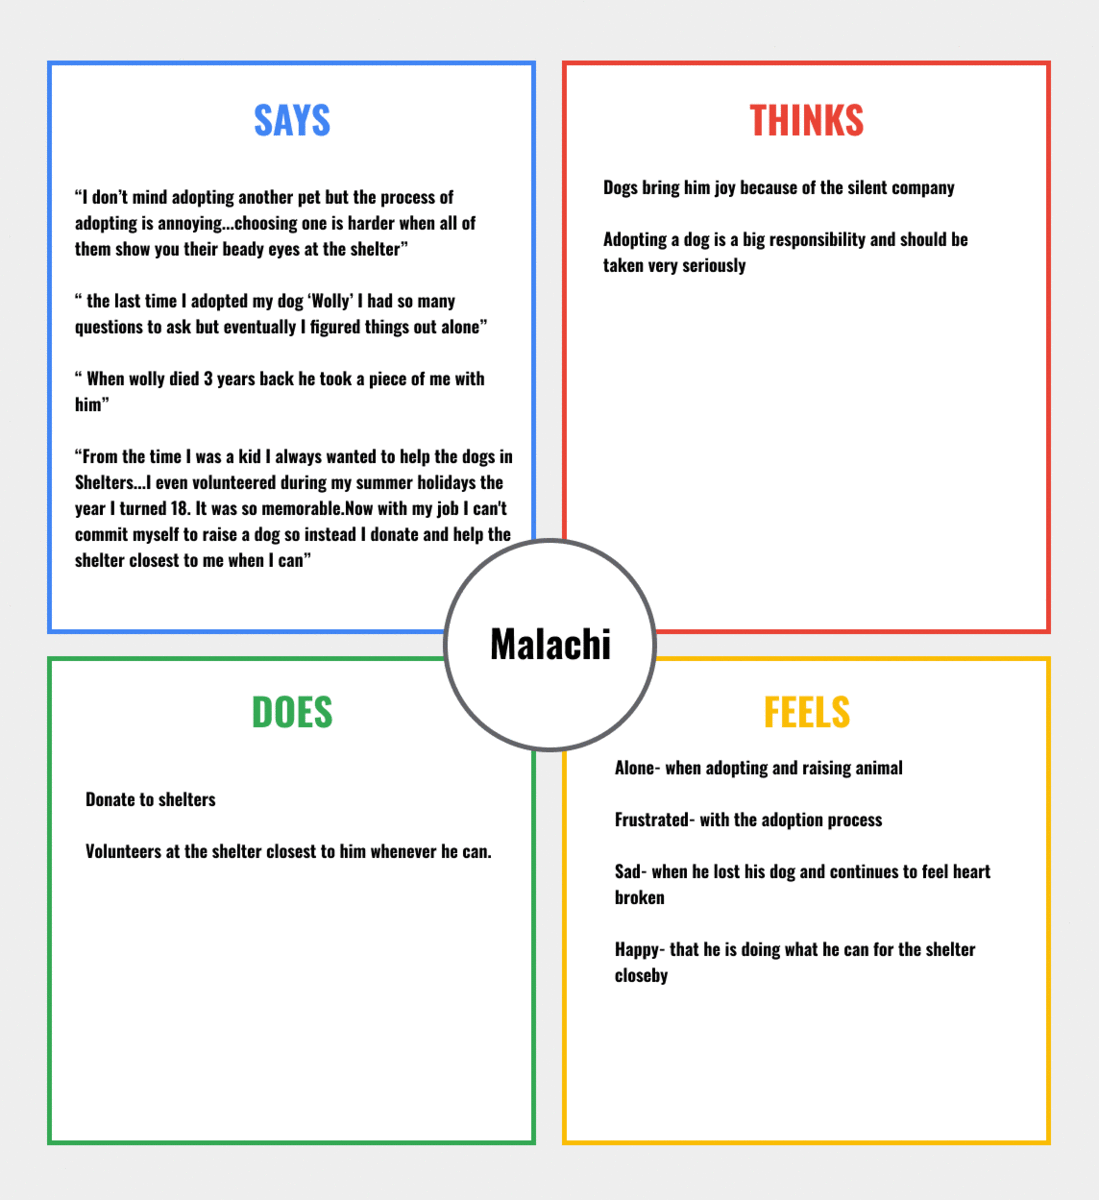 SAYS
“I don’t mind adopting another pet but the process of
adopting is annoying...choosing one is harder when all of
them show you their beady eyes at the shelter”
“ the last time I adopted my dog ‘Wolly’ I had so many
questions to ask but eventually I figured things out alone”
“ When wolly died 3 years back he took a piece of me with
him”
“From the time I was a kid I always wanted to help the dogs in
Shelters...I even volunteered during my summer holidays the
year I turned 18. It was so memorable.Now with my job I can't
commit myself to raise a dog so instead I donate and help the
shelter closest to me when I can”
THINKS
Dogs bring him joy because of the silent company
Adopting a dog is a big responsibility and should be
taken very seriously
Malachi
DOES
Donate to shelters
Volunteers at the shelter closest to him whenever he can.
FEELS
Alone- when adopting and raising animal
Frustrated- with the adoption process
Sad- when he lost his dog and continues to feel heart
broken
Happy- that he is doing what he can for the shelter
closeby